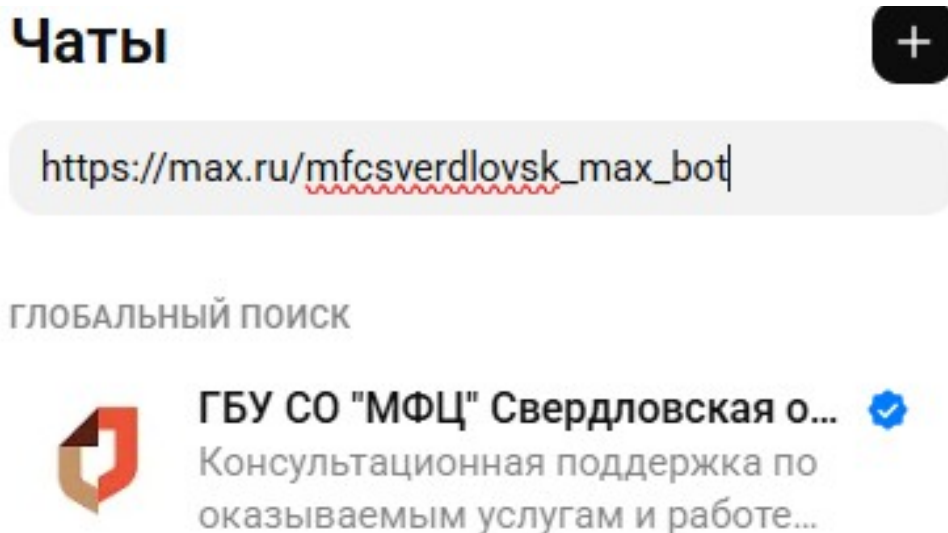 Чаты
https://max.ru/mfcsverdlovsk_max_bot
ГЛОБАЛЬНЫЙ ПОИСК
ГБУ СО "МФЦ" Свердловская о...
Консультационная поддержка по
оказываемым услугам и работе...